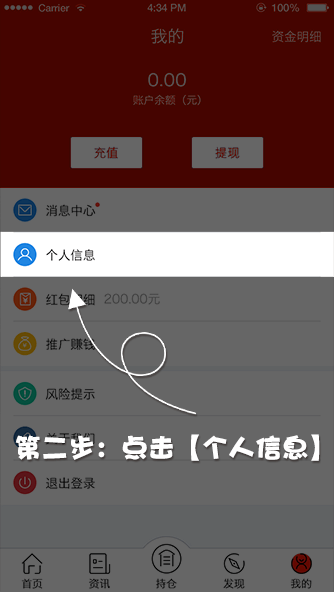 Carrier 4:34 PM 100%
我的 资金明细
0.00
账户余额（元）
充值 提现
消息中心
个人信息
红包明细 200.00元
推广赚钱
风险提示
第二步：点击【个人信息】
退出登录
首页 资讯 持仓 发现 我的